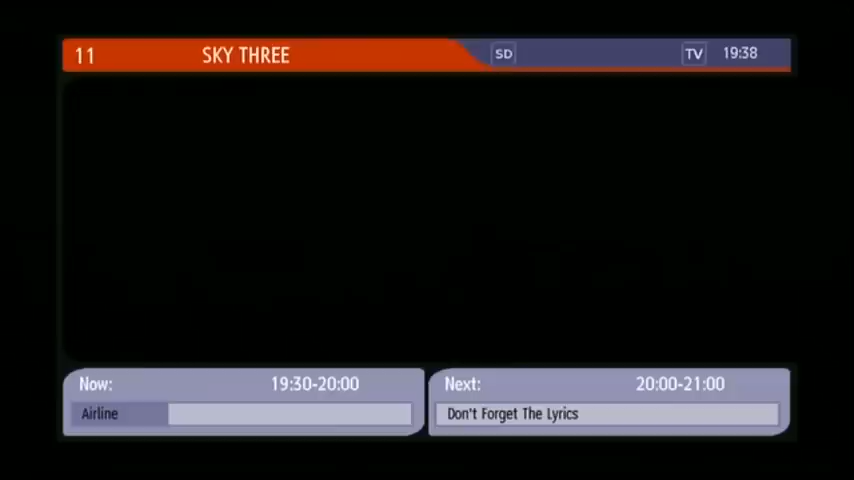 11 SKY THREE SD TV 19:38
Now: 19:30-20:00
Airline
Next: 20:00-21:00
Don't Forget The Lyrics